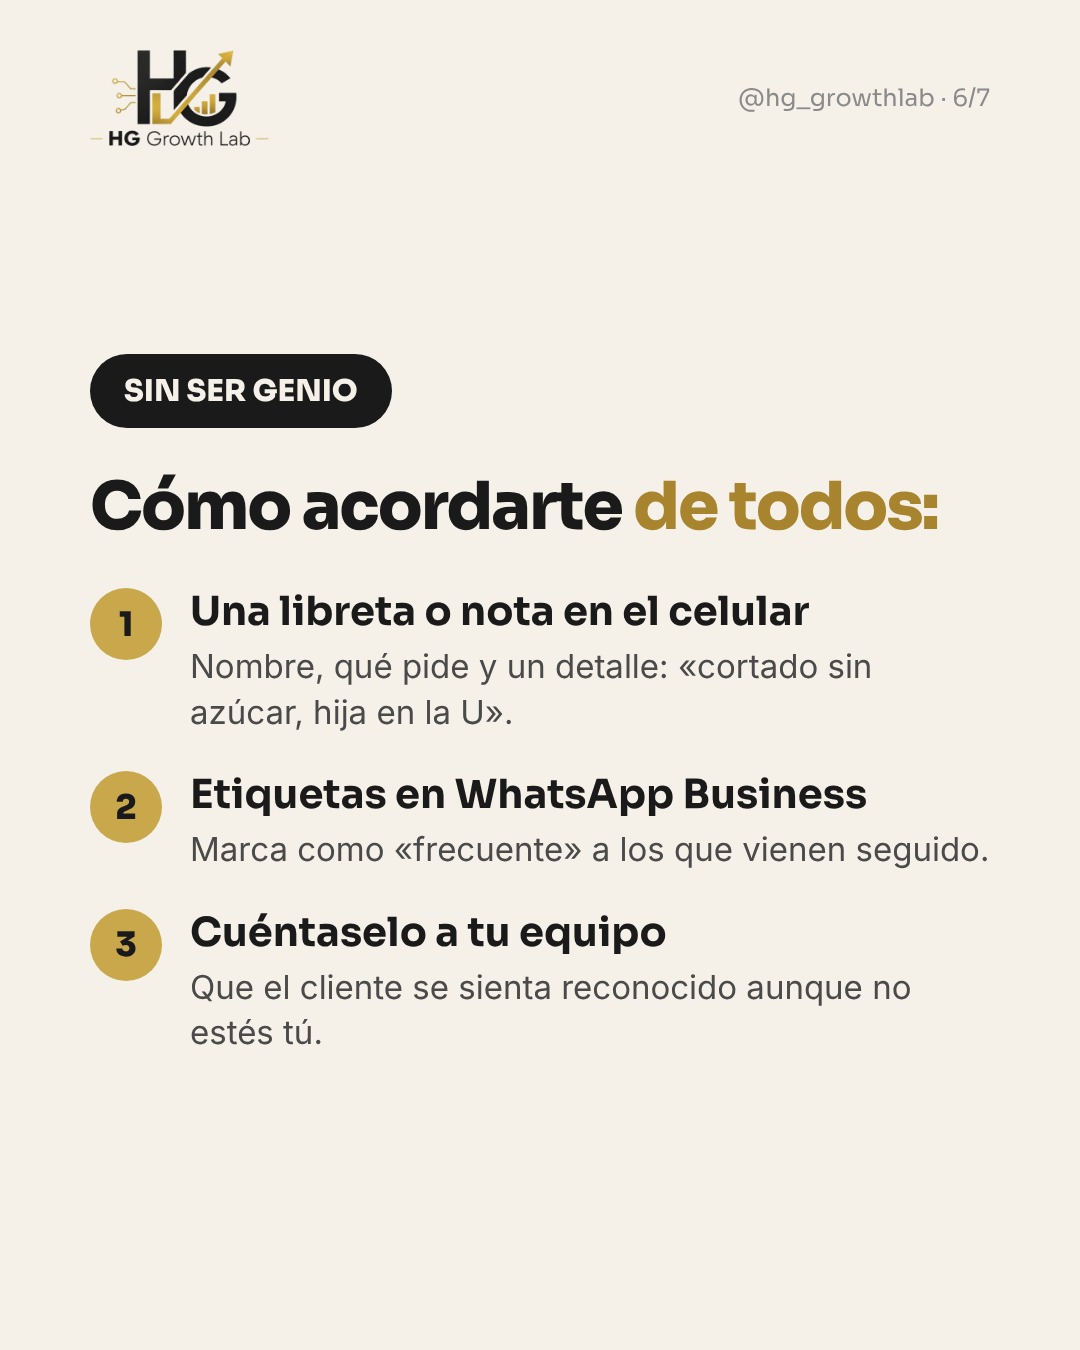 HG
HG Growth Lab
@hg_growthlab · 6/7
SIN SER GENIO
Cómo acordarte de todos:
1
Una libreta o nota en el celular
Nombre, qué pide y un detalle: «cortado sin
azúcar, hija en la U».
2
Etiquetas en WhatsApp Business
Marca como «frecuente» a los que vienen seguido.
3
Cuéntaselo a tu equipo
Que el cliente se sienta reconocido aunque no
estés tú.